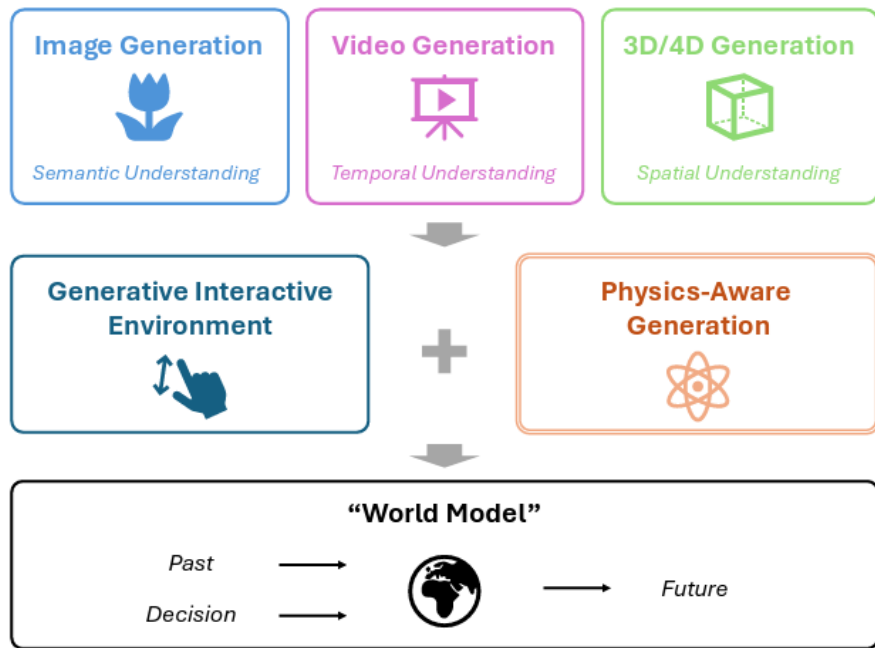 Image Generation
Video Generation
3D/4D Generation
Semantic Understanding
Temporal Understanding
Spatial Understanding
Generative Interactive
Environment
Physics-Aware
Generation
“World Model”
Past
Decision
Future